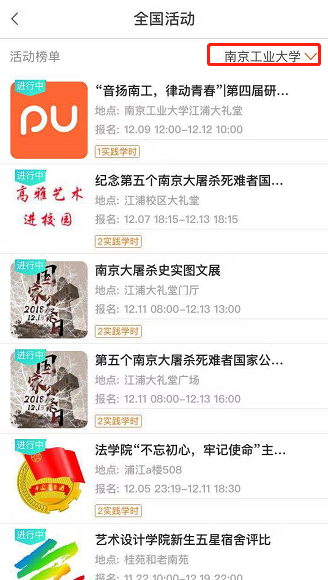 全国活动
活动榜单
南京工业大学
进行中
PU
“音扬南工，律动青春”|第四届研...
地点: 南京工业大学江浦大礼堂
报名: 12.09 12:00-12.12 10:00
1实践学时
进行中
高雅艺术
进校园
纪念第五个南京大屠杀死难者国...
地点: 江浦校区大礼堂
报名: 12.07 18:15-12.13 18:15
2实践学时
进行中
国家公祭日
2018
12.13
南京大屠杀史实图文展
地点: 江浦大礼堂门厅
报名: 12.11 08:00-12.13 13:00
2实践学时
进行中
国家公祭日
2018
12.13
第五个南京大屠杀死难者国家公...
地点: 江浦大礼堂广场
报名: 12.11 08:00-12.13 16:00
2实践学时
进行中
法学院“不忘初心，牢记使命”主...
地点: 浦江a楼508
报名: 12.05 23:19-12.11 18:30
2实践学时
进行中
艺术设计学院新生五星宿舍评比
地点: 桂苑和老南苑
报名: 12.11 22:00-12.11 22:20